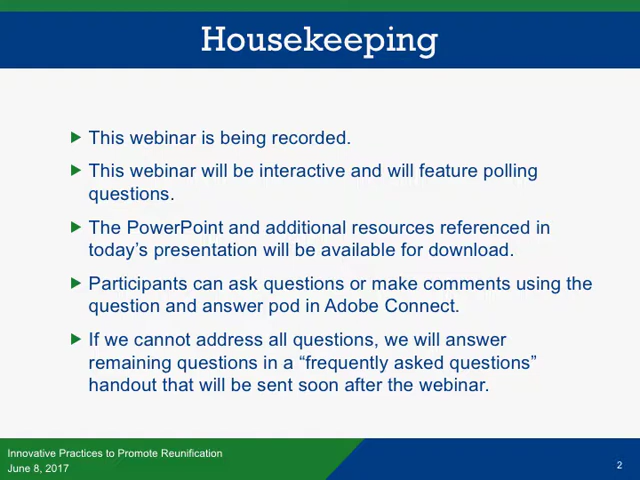 Housekeeping
▶ This webinar is being recorded.
▶ This webinar will be interactive and will feature polling
questions.
▶ The PowerPoint and additional resources referenced in
today’s presentation will be available for download.
▶ Participants can ask questions or make comments using the
question and answer pod in Adobe Connect.
▶ If we cannot address all questions, we will answer
remaining questions in a “frequently asked questions”
handout that will be sent soon after the webinar.
Innovative Practices to Promote Reunification
June 8, 2017
2